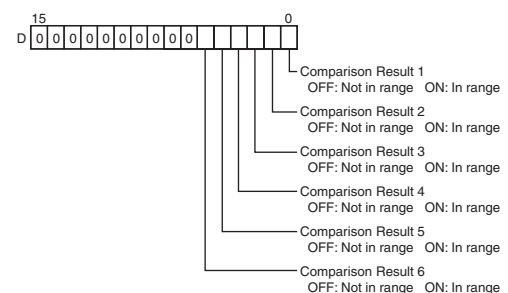 15 0
D 0 0 0 0 0 0 0 0 0 0
Comparison Result 1
OFF: Not in range ON: In range
Comparison Result 2
OFF: Not in range ON: In range
Comparison Result 3
OFF: Not in range ON: In range
Comparison Result 4
OFF: Not in range ON: In range
Comparison Result 5
OFF: Not in range ON: In range
Comparison Result 6
OFF: Not in range ON: In range